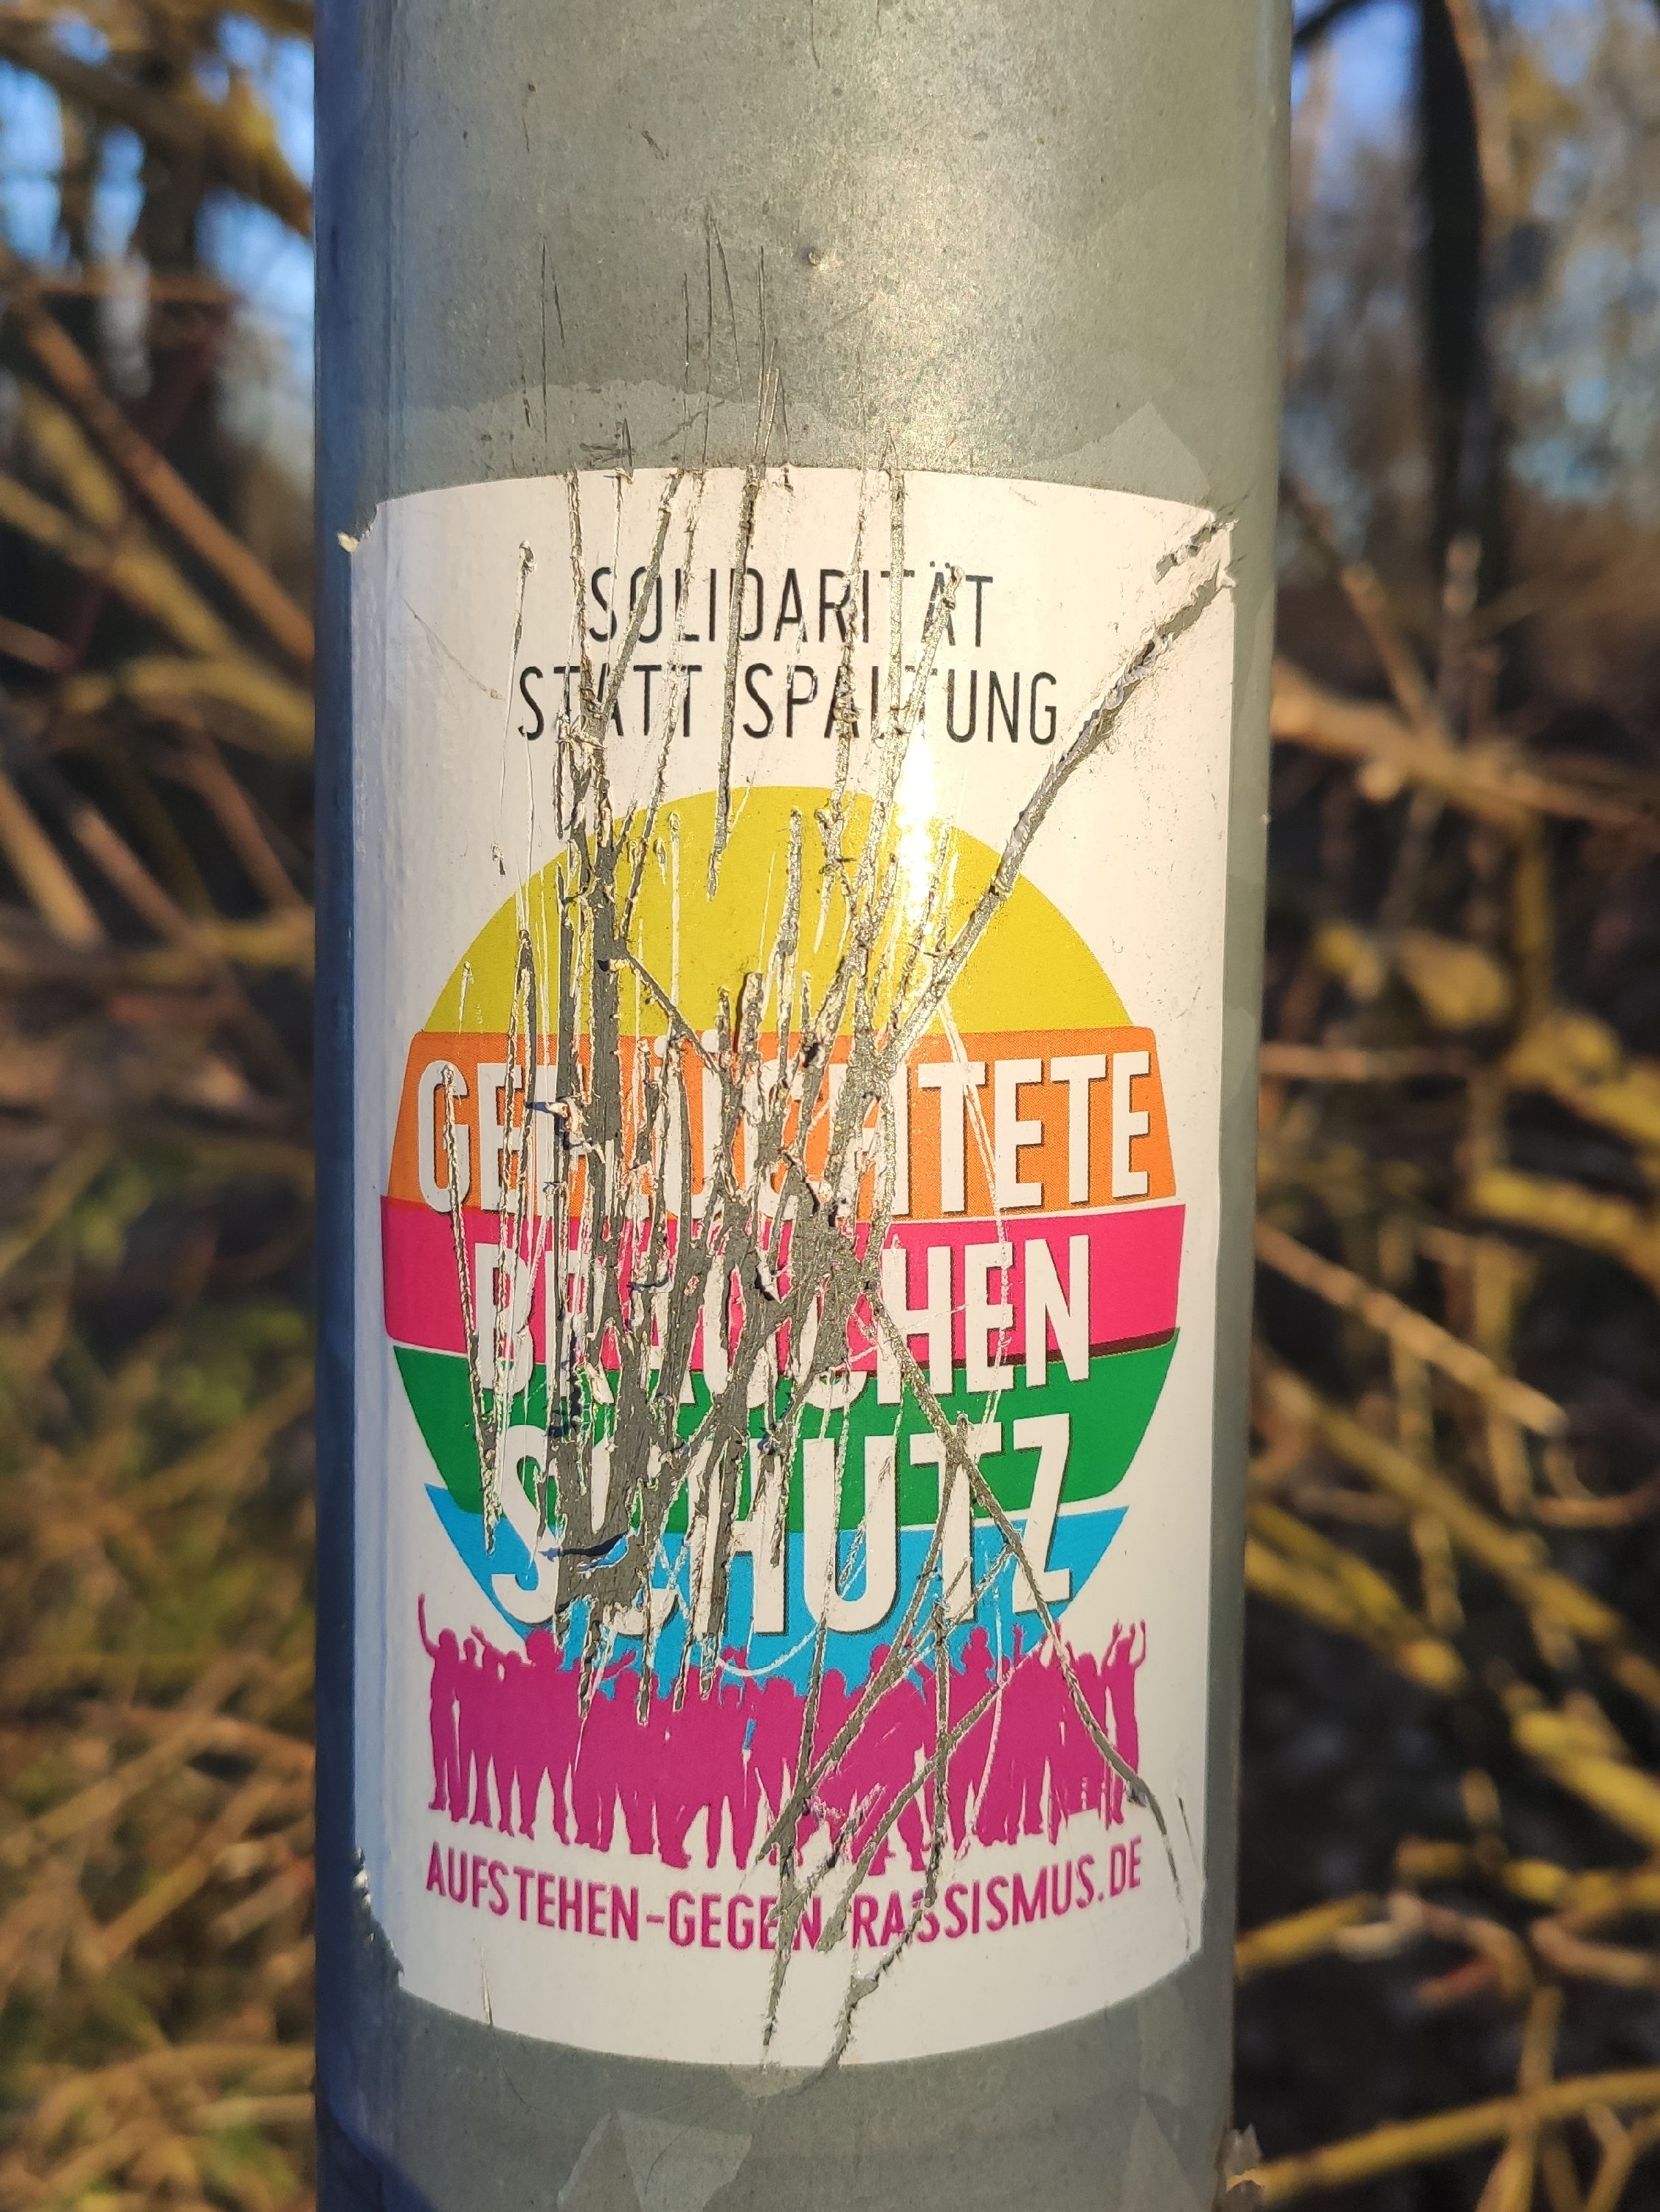 SOLIDARITÄT
STATT SPALTUNG
GEFLÜCHTETE
BRAUCHEN
SCHUTZ
AUFSTEHEN-GEGEN-RASSISMUS.DE